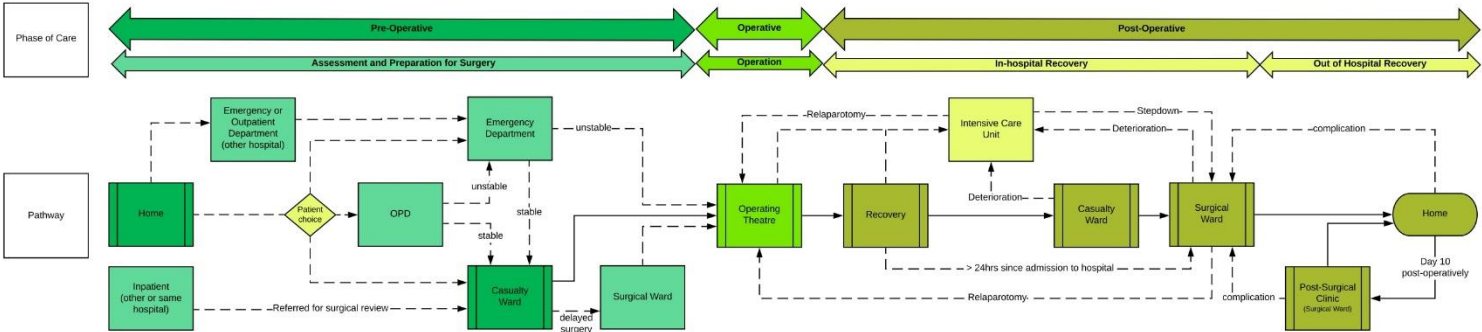 Phase of Care
Pre-Operative
Operative
Post-Operative
Assessment and Preparation for Surgery
Operation
In-hospital Recovery
Out of Hospital Recovery
Pathway
Emergency or
Outpatient
Department
(other hospital)
Emergency
Department
unstable
Home
Patient
choice
OPD
unstable
stable
stable
Inpatient
(other or same
hospital)
Referred for surgical review
Casualty
Ward
delayed
surgery
Surgical Ward
Relaparotomy
Intensive Care
Unit
Stepdown
Deterioration
complication
Operating
Theatre
Recovery
Deterioration
Casualty
Ward
Surgical
Ward
Home
> 24hrs since admission to hospital
Relaparotomy
complication
Post-Surgical
Clinic
(Surgical Ward)
Day 10
post-operatively